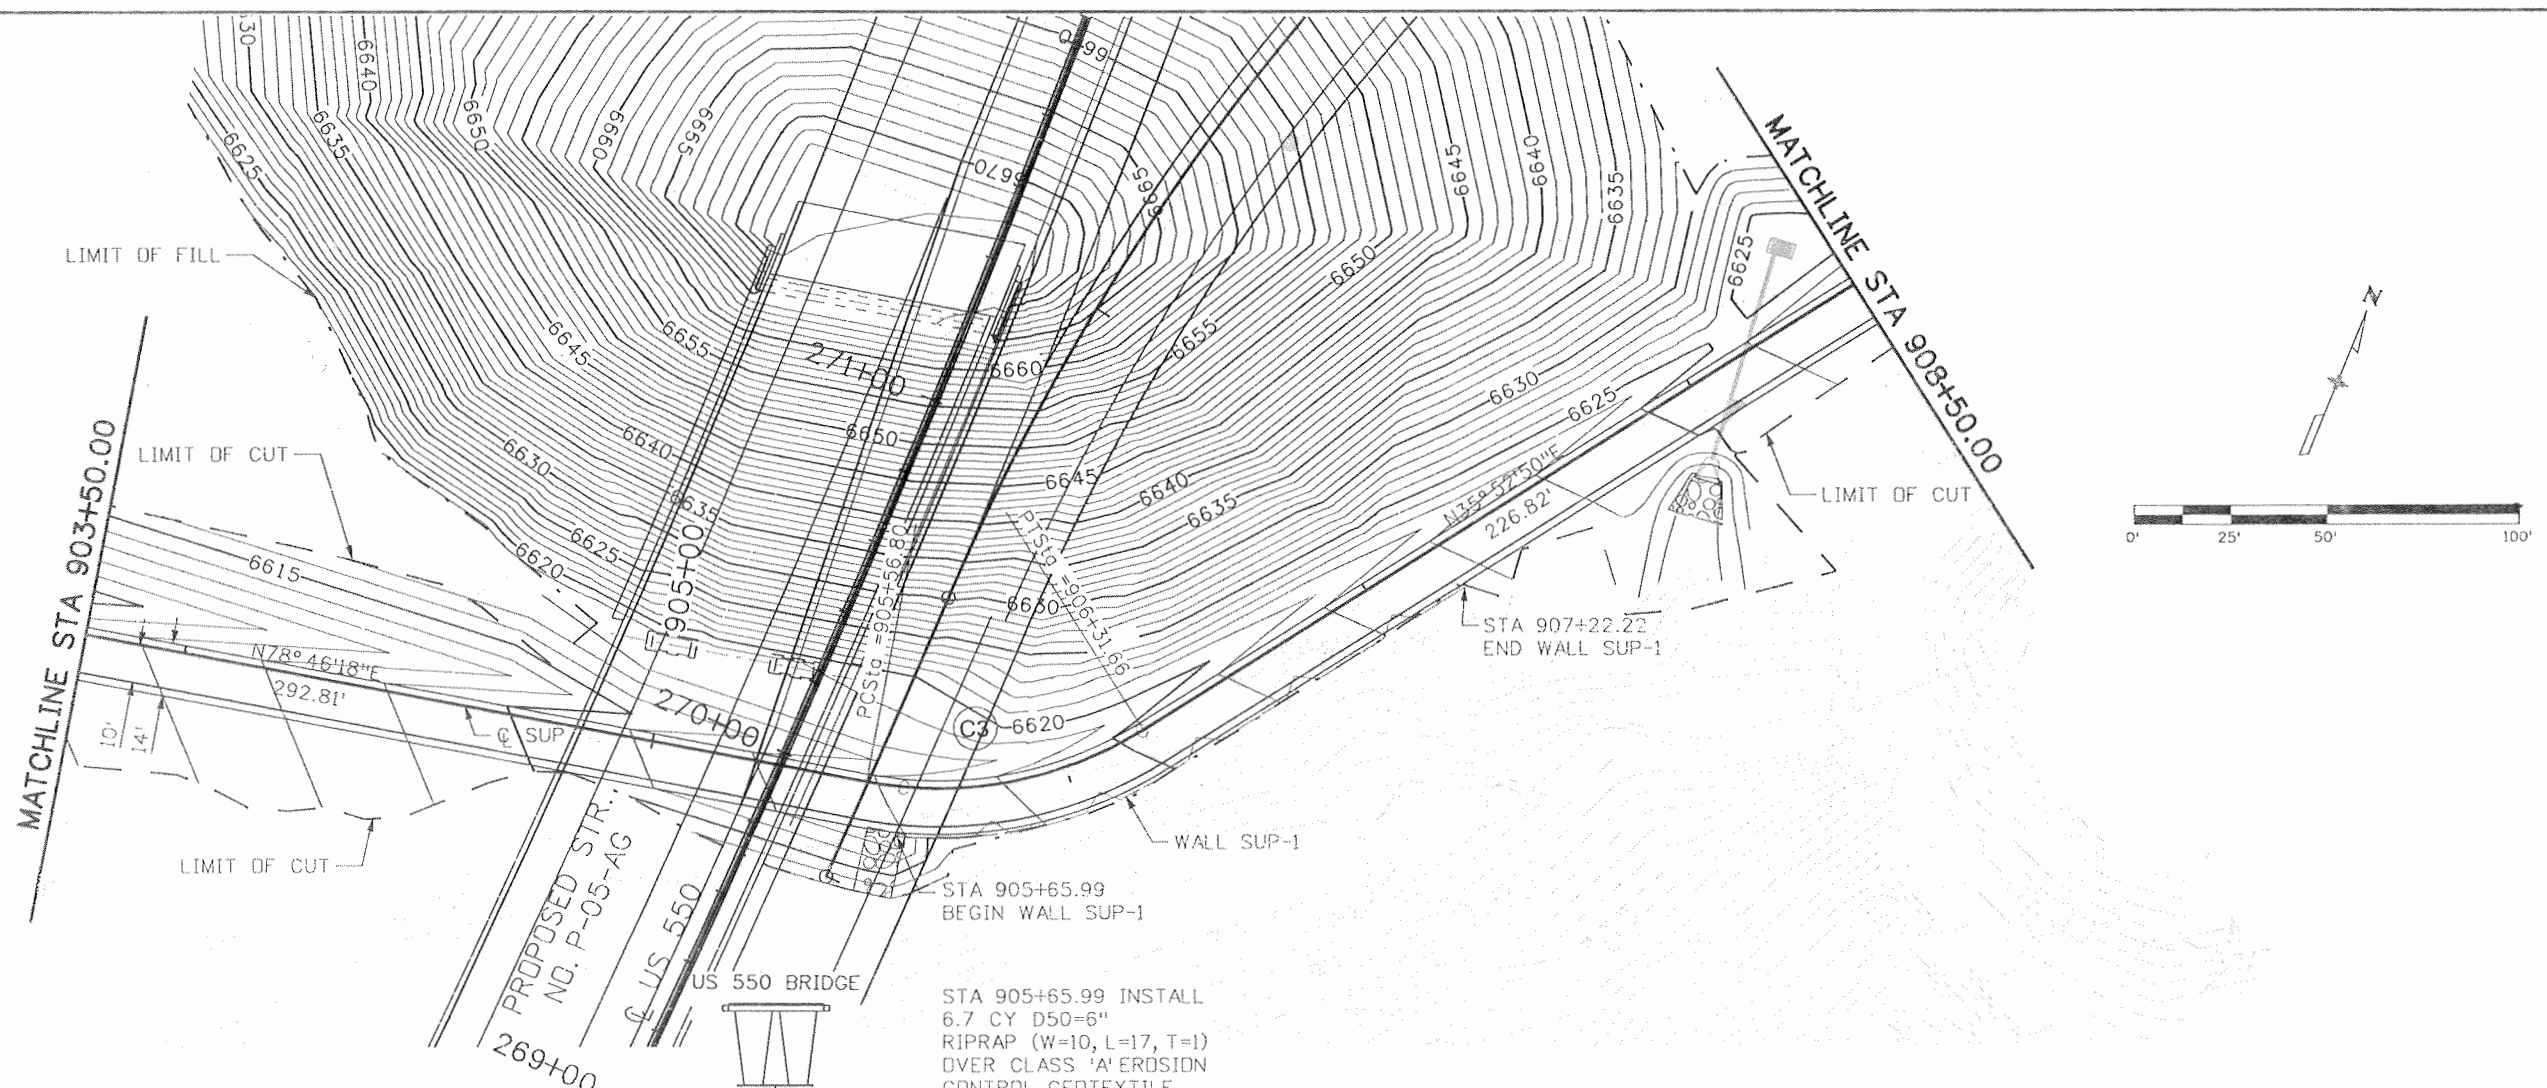 630
6640
6635
6625
6650
6660
6655
6640
6670
6665
6645
6640
6635
6625
MATCHLINE STA 908+50.00
N
LIMIT OF FILL
6645
6655
271+00
6660
6655
6650
6630
6625
LIMIT OF CUT
6630
6640
6635
6650
6645
6640
6635
N35°52'50"E
226.82'
LIMIT OF CUT
0'
25'
50'
100'
MATCHLINE STA 903+50.00
6615
6620
6625
905+00
PCSta =905+56.80
PTSta =906+31.66
6630
STA 907+22.22
END WALL SUP-1
N78°46'18"E
292.81'
10'
14'
℄ SUP
270+00
C3
6620
LIMIT OF CUT
WALL SUP-1
STA 905+65.99
BEGIN WALL SUP-1
PROPOSED STR..
NO. P-05-AG
℄ US 550
269+00
US 550 BRIDGE
STA 905+65.99 INSTALL
6.7 CY D50=6"
RIPRAP (W=10, L=17, T=1)
OVER CLASS 'A' EROSION
CONTROL GEOTEXTILE